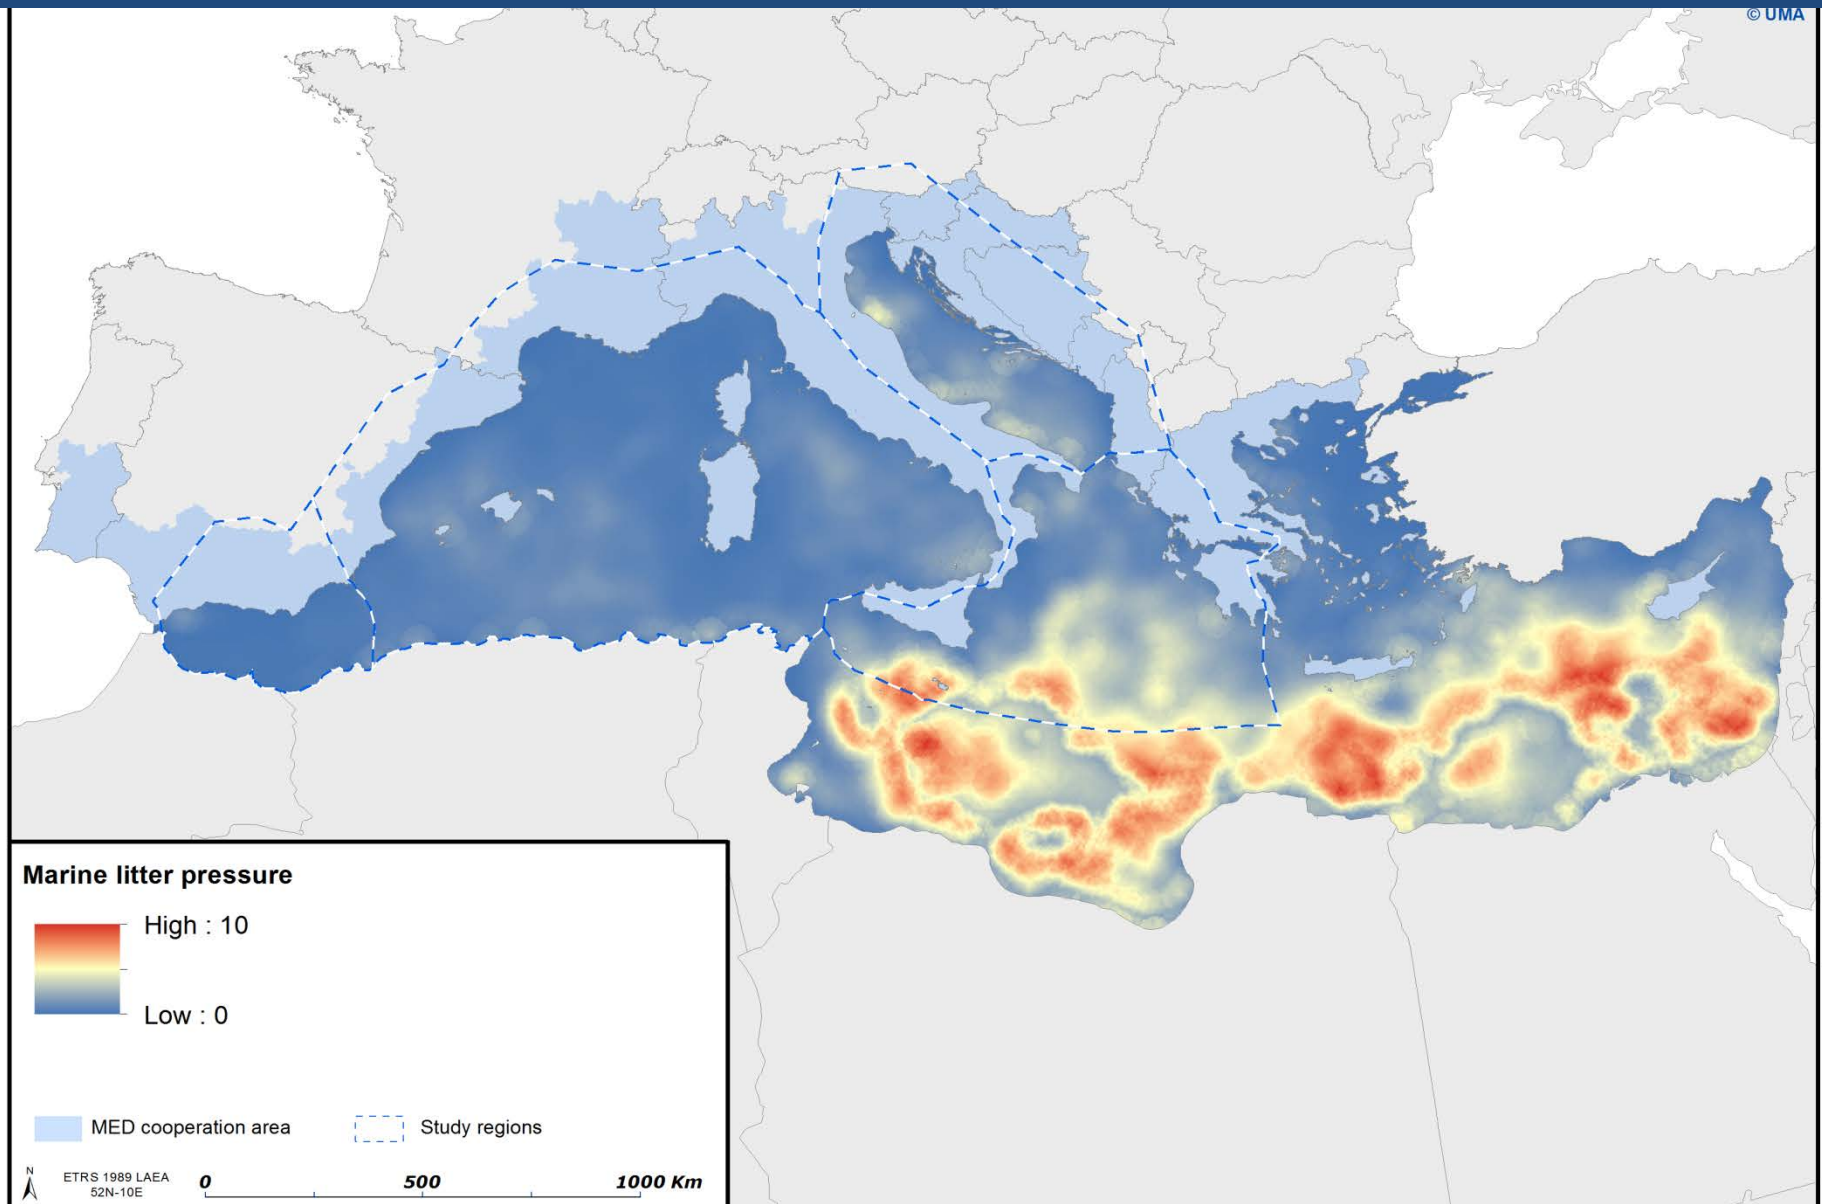 © UMA
Marine litter pressure
High : 10
Low : 0
MED cooperation area
Study regions
N
ETRS 1989 LAEA
52N-10E
0 500 1000 Km